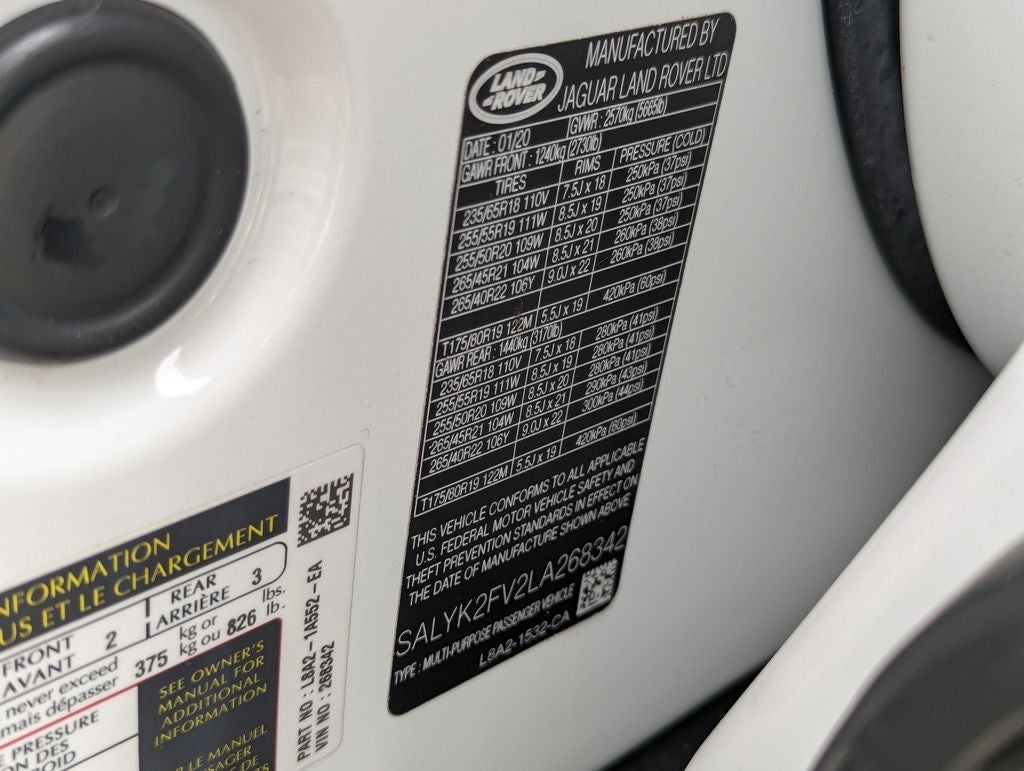 LAND
ROVER
MANUFACTURED BY
JAGUAR LAND ROVER LTD
DATE : 01/20
GVWR : 2570kg (5665lb)
GAWR FRONT : 1240kg (2730lb)
TIRES RIMS PRESSURE (COLD)
235/65R18 110V 7.5J x 18 250kPa (37psi)
255/55R19 111W 8.5J x 19 250kPa (37psi)
255/50R20 109W 8.5J x 20 250kPa (37psi)
265/45R21 104W 8.5J x 21 260kPa (38psi)
265/40R22 106Y 9.0J x 22 260kPa (38psi)
T175/80R19 122M 5.5J x 19 420kPa (60psi)
GAWR REAR : 1440kg (3170lb)
235/65R18 110V 7.5J x 18 280kPa (41psi)
255/55R19 111W 8.5J x 19 280kPa (41psi)
255/50R20 109W 8.5J x 20 280kPa (41psi)
265/45R21 104W 8.5J x 21 290kPa (43psi)
265/40R22 106Y 9.0J x 22 300kPa (44psi)
T175/80R19 122M 5.5J x 19 420kPa (60psi)
THIS VEHICLE CONFORMS TO ALL APPLICABLE
U.S. FEDERAL MOTOR VEHICLE SAFETY AND
THEFT PREVENTION STANDARDS IN EFFECT ON
THE DATE OF MANUFACTURE SHOWN ABOVE
SALYK2FV2LA268342
TYPE : MULTI-PURPOSE PASSENGER VEHICLE
L8A2-1532-CA
NFORMATION
US ET LE CHARGEMENT
FRONT 2 REAR 3
AVANT ARRIÈRE
never exceed 375 kg or 826 lbs.
mais dépasser kg ou lb.
PRESSURE
ON DES
OID
SEE OWNER'S
MANUAL FOR
ADDITIONAL
INFORMATION
LE MANUEL
PART NO : L8A2-1A552-EA
VIN NO : 268342